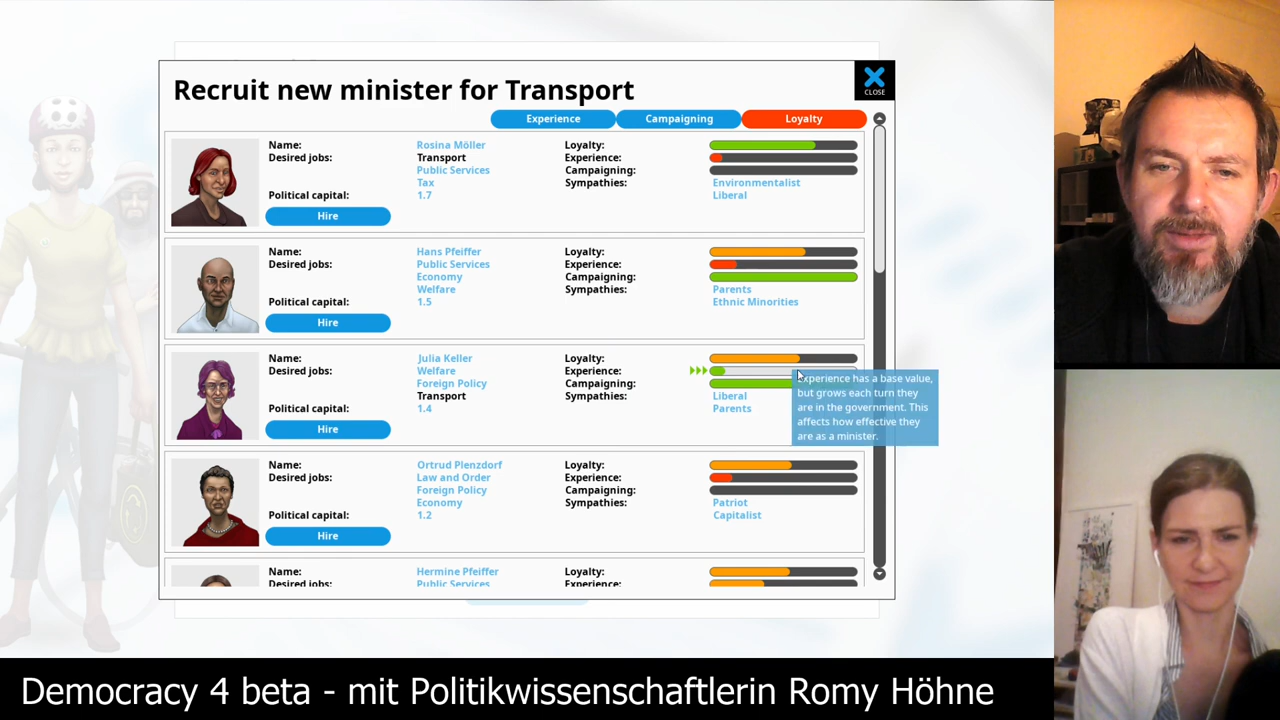 Recruit new minister for Transport
CLOSE
Experience Campaigning Loyalty
Name: Rosina Möller Loyalty:
Desired jobs: Transport Experience:
Public Services Campaigning:
Tax Sympathies: Environmentalist
Political capital: 1.7 Liberal
Hire
Name: Hans Pfeiffer Loyalty:
Desired jobs: Public Services Experience:
Economy Campaigning:
Welfare Sympathies: Parents
Political capital: 1.5 Ethnic Minorities
Hire
Name: Julia Keller Loyalty:
Desired jobs: Welfare Experience:
Foreign Policy Campaigning:
Transport Sympathies: Liberal
Political capital: 1.4 Parents
Hire
Experience has a base value,
but grows each turn they
are in the government. This
affects how effective they
are as a minister.
Name: Ortrud Plenzdorf Loyalty:
Desired jobs: Law and Order Experience:
Foreign Policy Campaigning:
Economy Sympathies: Patriot
Political capital: 1.2 Capitalist
Hire
Name: Hermine Pfeiffer Loyalty:
Desired jobs: Public Services Experience:
Democracy 4 beta - mit Politikwissenschaftlerin Romy Höhne